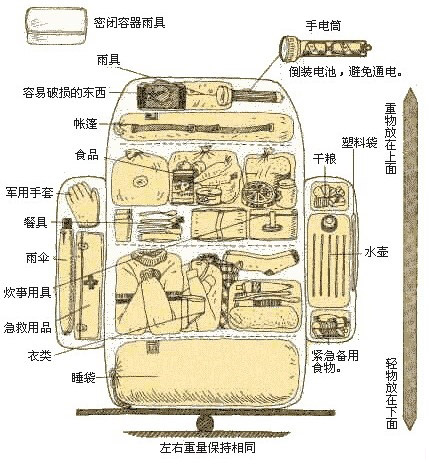 密闭容器雨具
手电筒
倒装电池，避免通电。
雨具
容易破损的东西
帐篷
食品
军用手套
餐具
雨伞
炊事用具
急救用品
衣类
睡袋
塑料袋
干粮
水壶
紧急备用
食物。
重物放在上面
轻物放在下面
左右重量保持相同